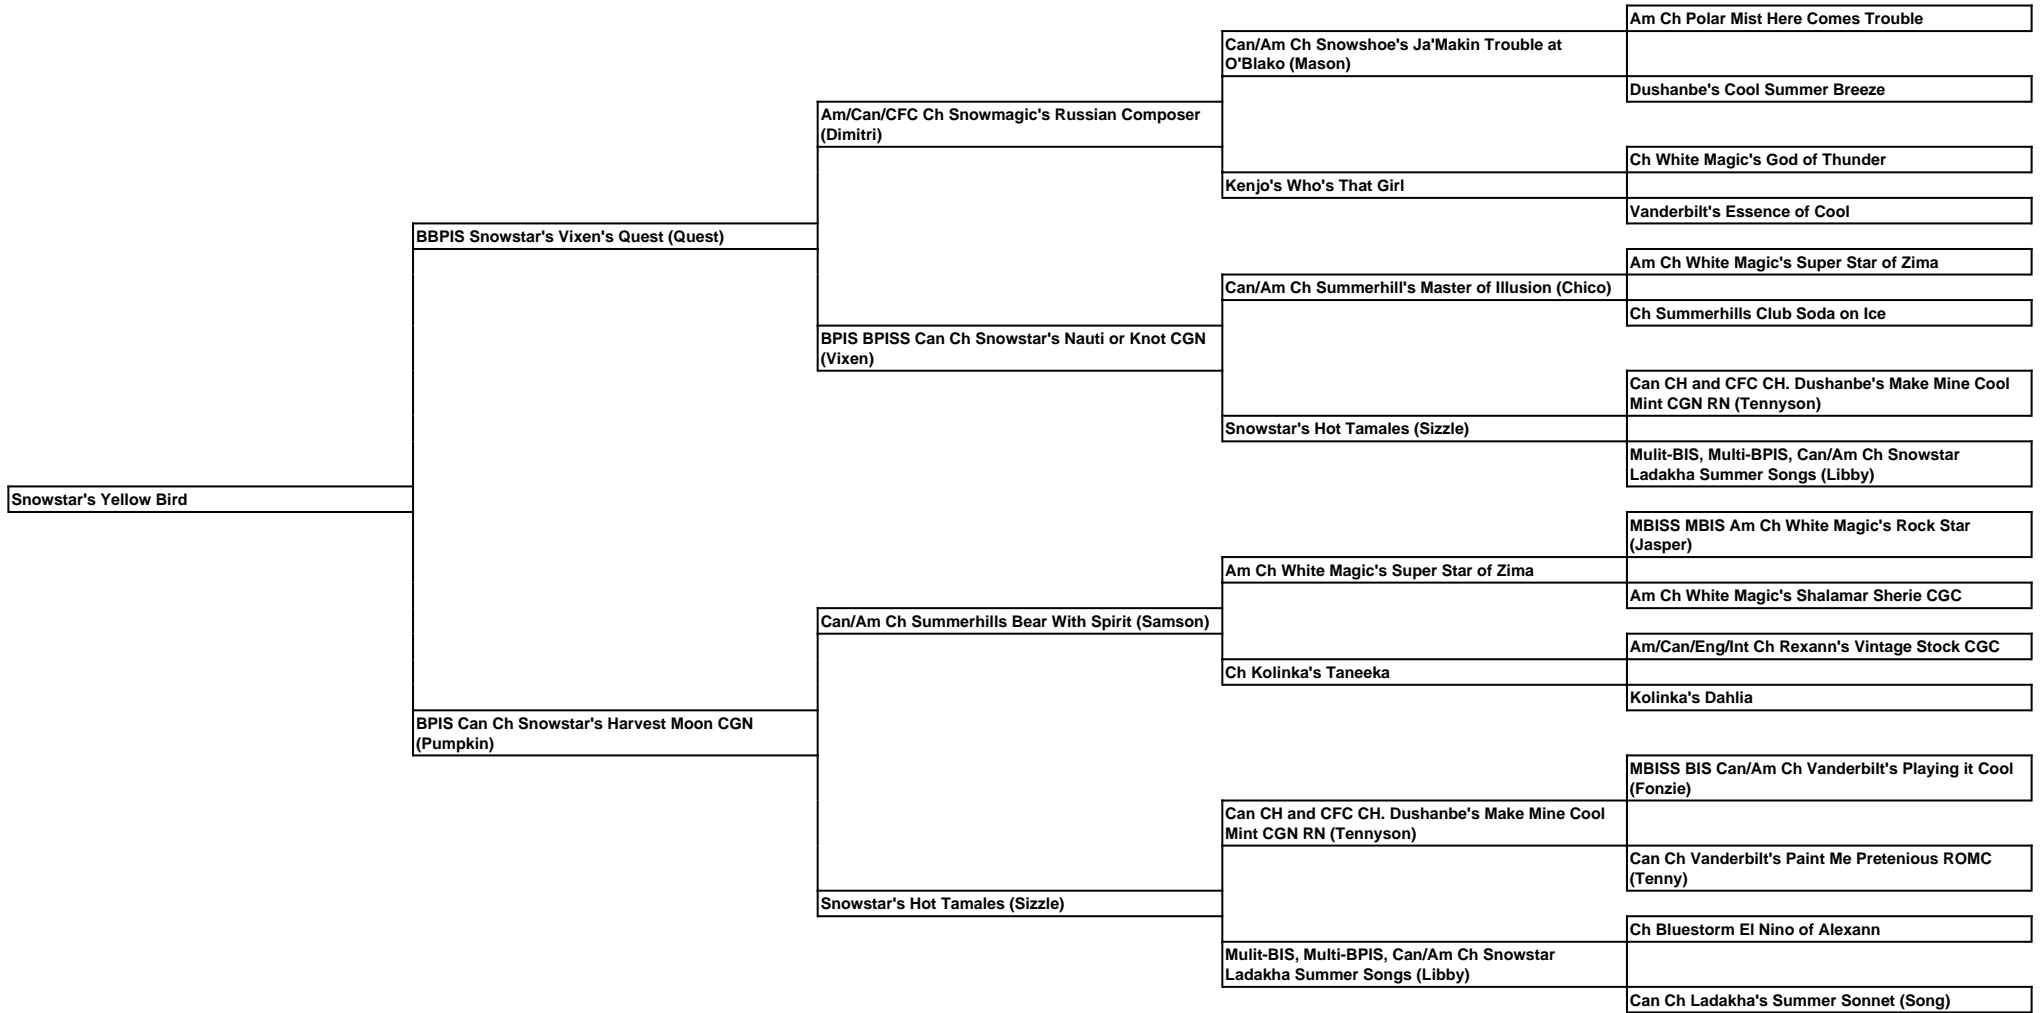 Am Ch Polar Mist Here Comes Trouble
Can/Am Ch Snowshoe's Ja'Makin Trouble at
O'Blako (Mason)
Dushanbe's Cool Summer Breeze
Am/Can/CFC Ch Snowmagic's Russian Composer
(Dimitri)
Ch White Magic's God of Thunder
Kenjo's Who's That Girl
Vanderbilt's Essence of Cool
BBPIS Snowstar's Vixen's Quest (Quest)
Am Ch White Magic's Super Star of Zima
Can/Am Ch Summerhill's Master of Illusion (Chico)
Ch Summerhills Club Soda on Ice
BPIS BPISS Can Ch Snowstar's Nauti or Knot CGN
(Vixen)
Can CH and CFC CH. Dushanbe's Make Mine Cool
Mint CGN RN (Tennyson)
Snowstar's Hot Tamales (Sizzle)
Mulit-BIS, Multi-BPIS, Can/Am Ch Snowstar
Ladakha Summer Songs (Libby)
Snowstar's Yellow Bird
MBISS MBIS Am Ch White Magic's Rock Star
(Jasper)
Am Ch White Magic's Super Star of Zima
Am Ch White Magic's Shalamar Sherie CGC
Can/Am Ch Summerhills Bear With Spirit (Samson)
Am/Can/Eng/Int Ch Rexann's Vintage Stock CGC
Ch Kolinka's Taneeka
Kolinka's Dahlia
BPIS Can Ch Snowstar's Harvest Moon CGN
(Pumpkin)
MBISS BIS Can/Am Ch Vanderbilt's Playing it Cool
(Fonzie)
Can CH and CFC CH. Dushanbe's Make Mine Cool
Mint CGN RN (Tennyson)
Can Ch Vanderbilt's Paint Me Pretenious ROMC
(Tenny)
Snowstar's Hot Tamales (Sizzle)
Ch Bluestorm El Nino of Alexann
Mulit-BIS, Multi-BPIS, Can/Am Ch Snowstar
Ladakha Summer Songs (Libby)
Can Ch Ladakha's Summer Sonnet (Song)